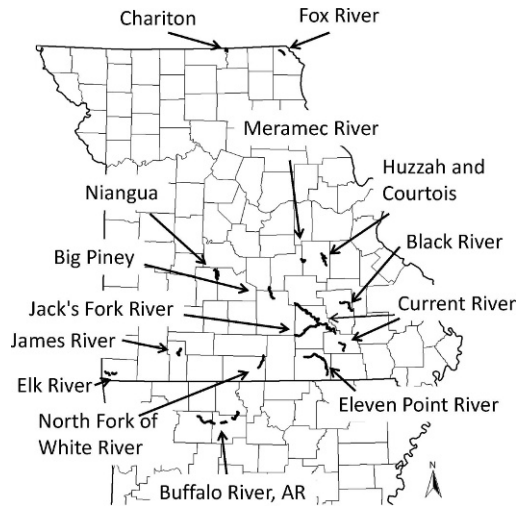 Chariton
Fox River
Meramec River
Huzzah and
Courtois
Niangua
Black River
Big Piney
Jack's Fork River
Current River
James River
Elk River
Eleven Point River
North Fork of
White River
Buffalo River, AR
N